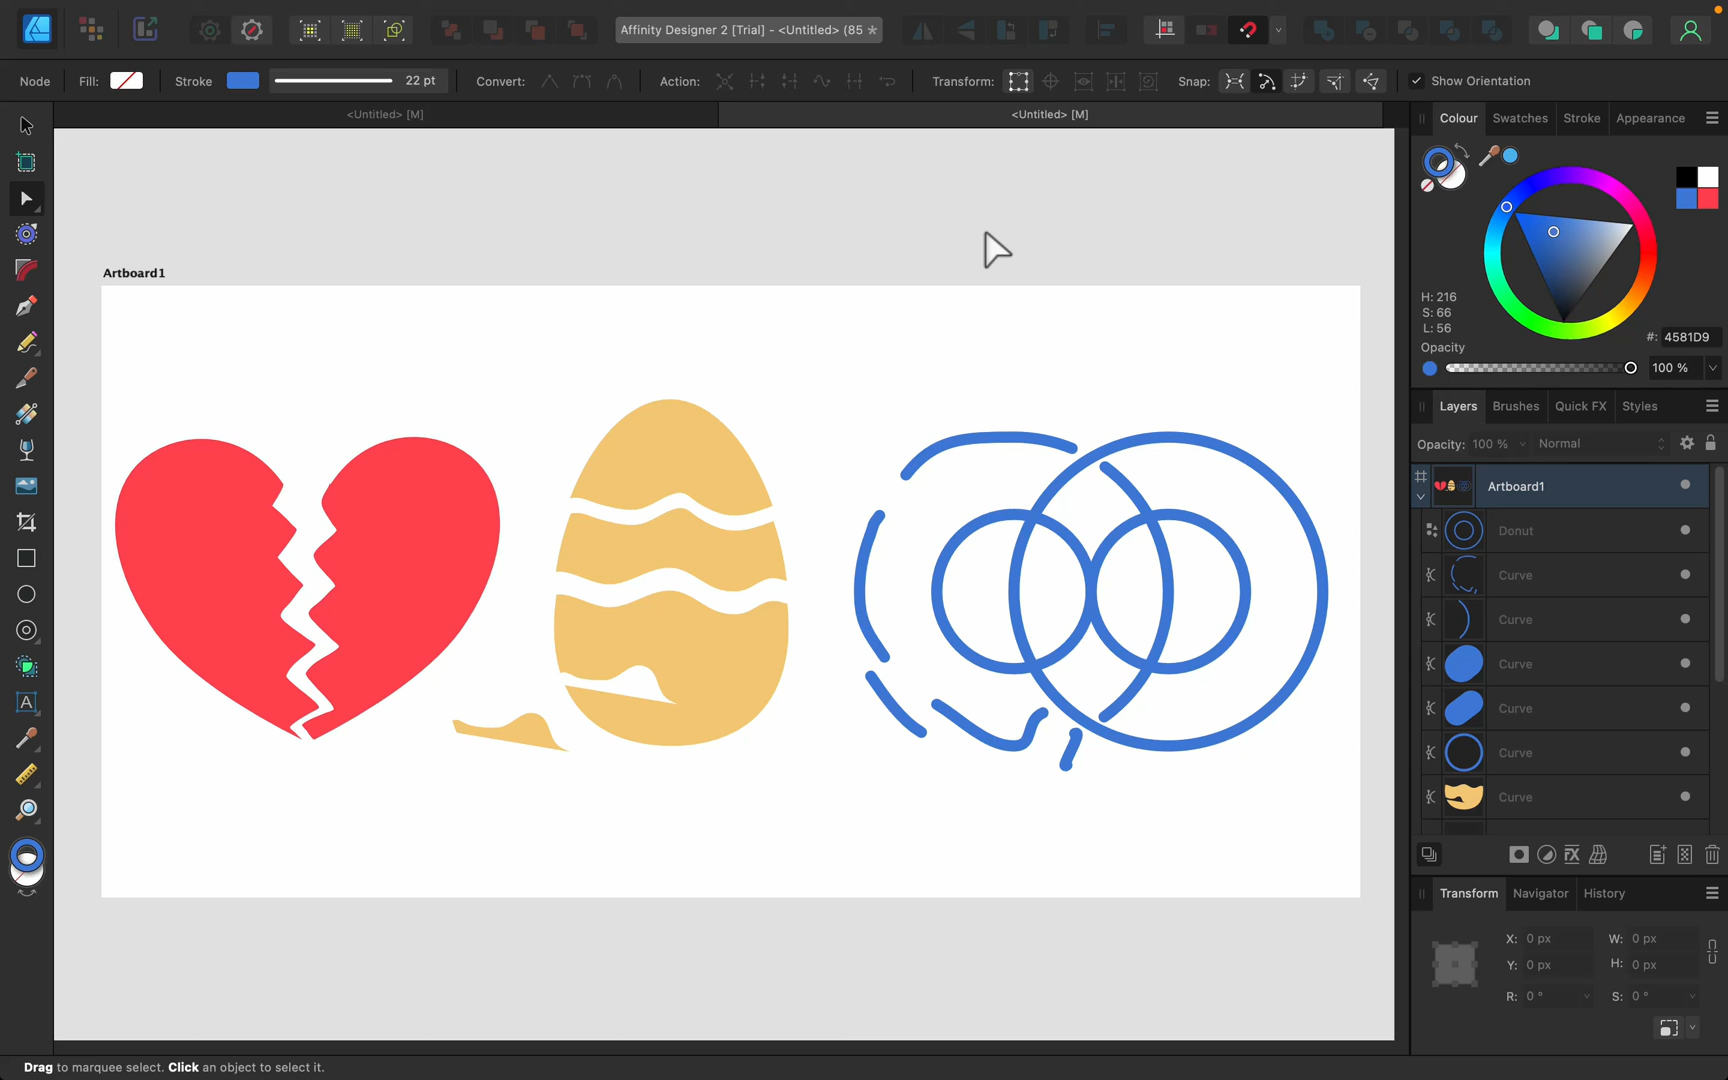 Affinity Designer 2 [Trial] - <Untitled> (85 *
Node
Fill:
Stroke
22 pt
Convert:
Action:
Transform:
Snap:
Show Orientation
<Untitled> [M]
<Untitled> [M]
Colour
Swatches
Stroke
Appearance
H: 216
S: 66
L: 56
#: 4581D9
Opacity
100 %
Layers
Brushes
Quick FX
Styles
Opacity: 100 %
Normal
Artboard1
Artboard1
Donut
Curve
Curve
Curve
Curve
Curve
Curve
FX
A
Transform
Navigator
History
X: 0 px
W: 0 px
Y: 0 px
H: 0 px
R: 0 °
S: 0 °
Drag to marquee select. Click an object to select it.